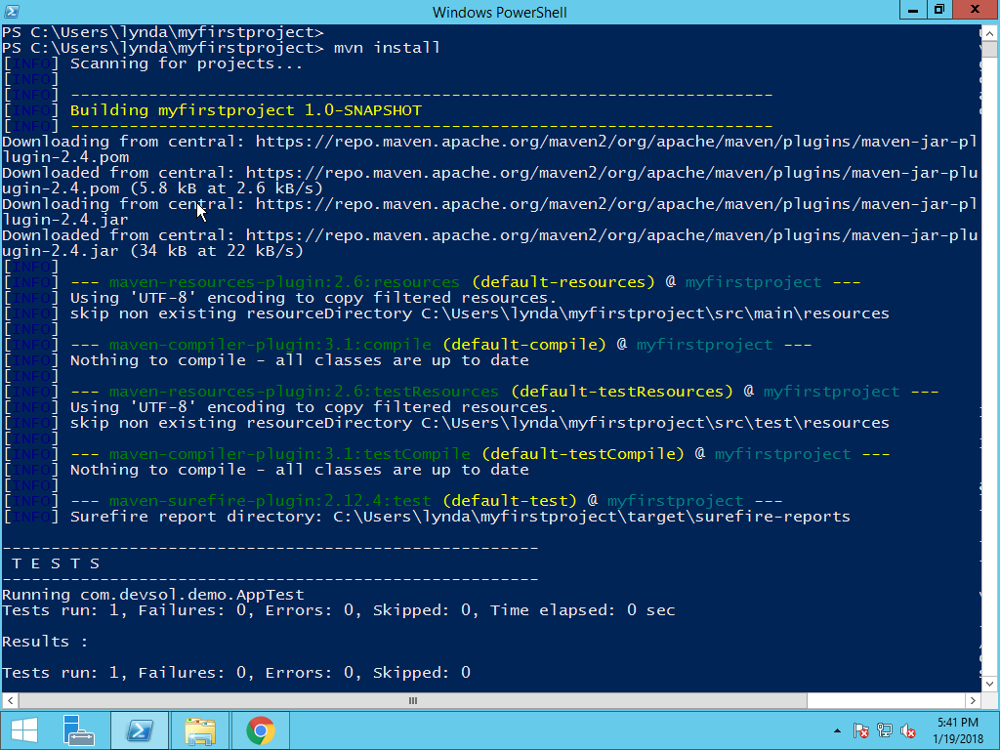 Windows PowerShell
PS C:\Users\lynda\myfirstproject>
PS C:\Users\lynda\myfirstproject> mvn install
[INFO] Scanning for projects...
[INFO]
[INFO] ------------------------------------------------------------------------
[INFO] Building myfirstproject 1.0-SNAPSHOT
[INFO] ------------------------------------------------------------------------
Downloading from central: https://repo.maven.apache.org/maven2/org/apache/maven/plugins/maven-jar-pl
lugin-2.4.pom
Downloaded from central: https://repo.maven.apache.org/maven2/org/apache/maven/plugins/maven-jar-plu
ugin-2.4.pom (5.8 kB at 2.6 kB/s)
Downloading from central: https://repo.maven.apache.org/maven2/org/apache/maven/plugins/maven-jar-pl
lugin-2.4.jar
Downloaded from central: https://repo.maven.apache.org/maven2/org/apache/maven/plugins/maven-jar-plu
ugin-2.4.jar (34 kB at 22 kB/s)
[INFO]
[INFO] --- maven-resources-plugin:2.6:resources (default-resources) @ myfirstproject ---
[INFO] Using 'UTF-8' encoding to copy filtered resources.
[INFO] skip non existing resourceDirectory C:\Users\lynda\myfirstproject\src\main\resources
[INFO]
[INFO] --- maven-compiler-plugin:3.1:compile (default-compile) @ myfirstproject ---
[INFO] Nothing to compile - all classes are up to date
[INFO]
[INFO] --- maven-resources-plugin:2.6:testResources (default-testResources) @ myfirstproject ---
[INFO] Using 'UTF-8' encoding to copy filtered resources.
[INFO] skip non existing resourceDirectory C:\Users\lynda\myfirstproject\src\test\resources
[INFO]
[INFO] --- maven-compiler-plugin:3.1:testCompile (default-testCompile) @ myfirstproject ---
[INFO] Nothing to compile - all classes are up to date
[INFO]
[INFO] --- maven-surefire-plugin:2.12.4:test (default-test) @ myfirstproject ---
[INFO] Surefire report directory: C:\Users\lynda\myfirstproject\target\surefire-reports
-------------------------------------------------------
T E S T S
-------------------------------------------------------
Running com.devsol.demo.AppTest
Tests run: 1, Failures: 0, Errors: 0, Skipped: 0, Time elapsed: 0 sec
Results :
Tests run: 1, Failures: 0, Errors: 0, Skipped: 0
5:41 PM
1/19/2018